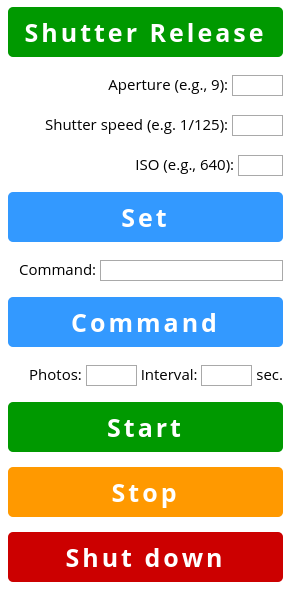 Shutter Release
Aperture (e.g., 9):
Shutter speed (e.g. 1/125):
ISO (e.g., 640):
Set
Command:
Command
Photos: Interval: sec.
Start
Stop
Shut down